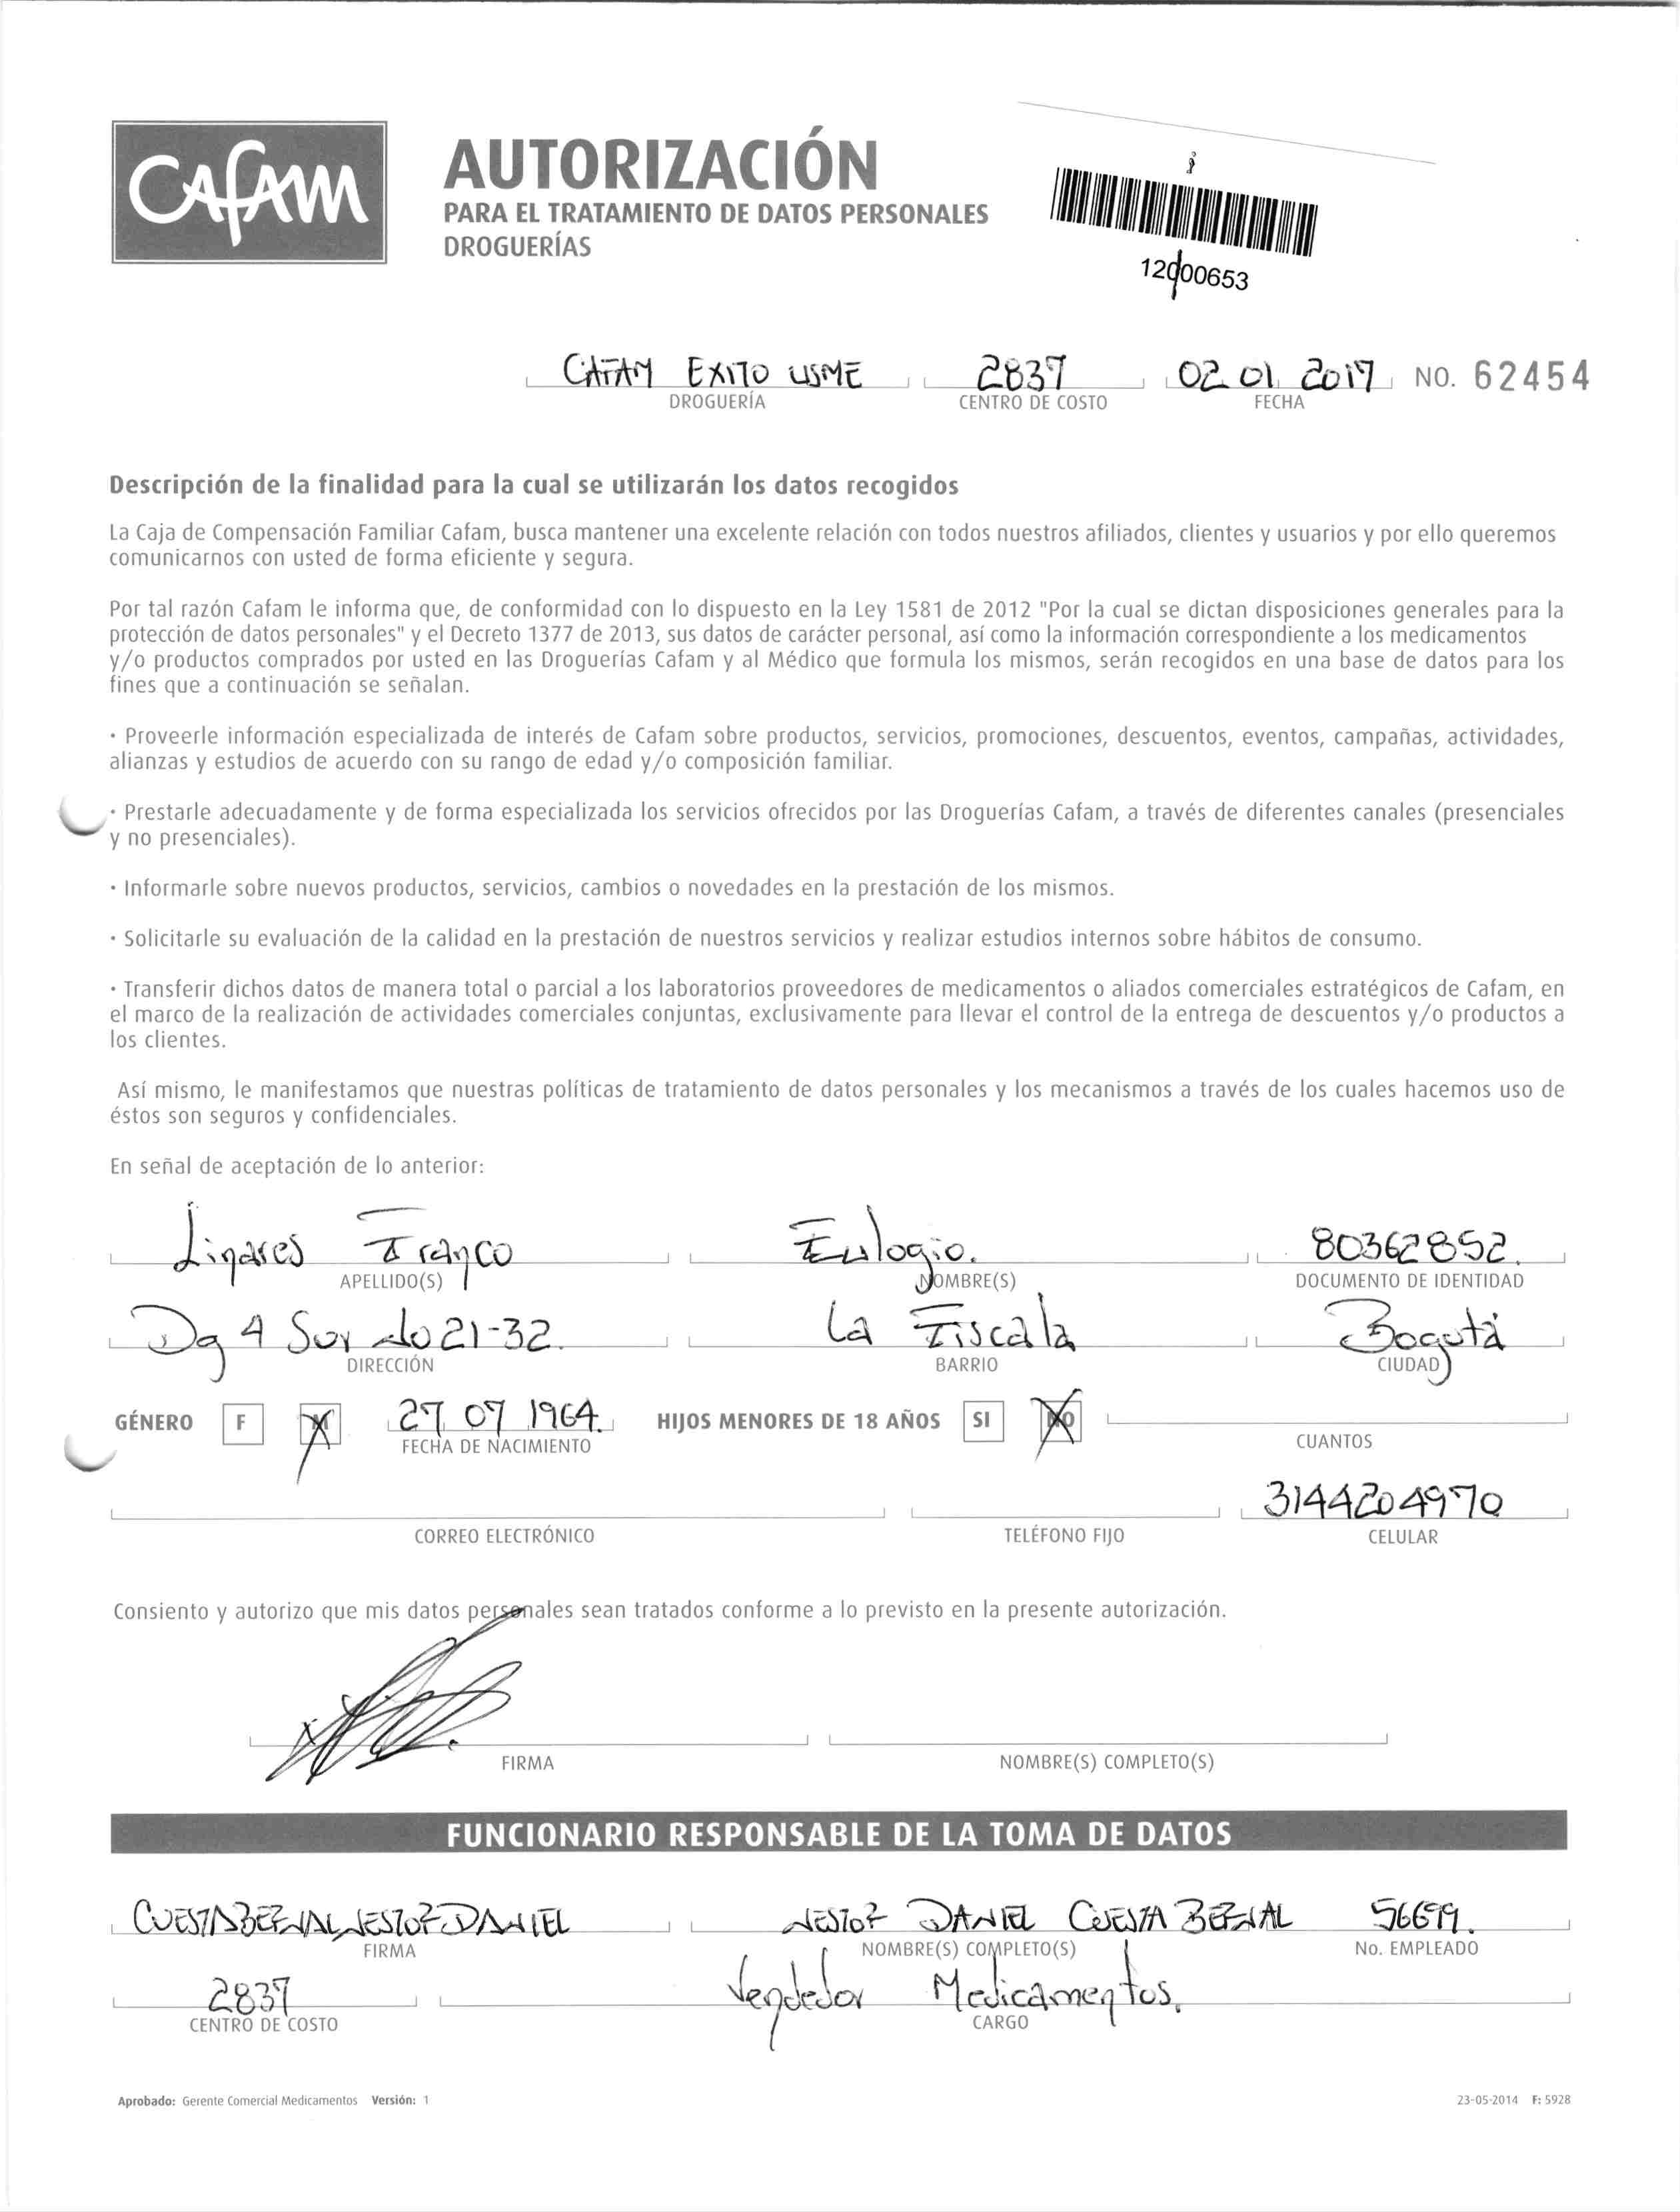 CAFAM
AUTORIZACIÓN
PARA EL TRATAMIENTO DE DATOS PERSONALES
DROGUERÍAS
12000653
CAFAM EXITO USME 2837 02 01 2017 NO. 62454
DROGUERÍA CENTRO DE COSTO FECHA
Descripción de la finalidad para la cual se utilizarán los datos recogidos
La Caja de Compensación Familiar Cafam, busca mantener una excelente relación con todos nuestros afiliados, clientes y usuarios y por ello queremos
comunicarnos con usted de forma eficiente y segura.
Por tal razón Cafam le informa que, de conformidad con lo dispuesto en la Ley 1581 de 2012 "Por la cual se dictan disposiciones generales para la
protección de datos personales" y el Decreto 1377 de 2013, sus datos de carácter personal, así como la información correspondiente a los medicamentos
y/o productos comprados por usted en las Droguerías Cafam y al Médico que formula los mismos, serán recogidos en una base de datos para los
fines que a continuación se señalan.
· Proveerle información especializada de interés de Cafam sobre productos, servicios, promociones, descuentos, eventos, campañas, actividades,
alianzas y estudios de acuerdo con su rango de edad y/o composición familiar.
· Prestarle adecuadamente y de forma especializada los servicios ofrecidos por las Droguerías Cafam, a través de diferentes canales (presenciales
y no presenciales).
· Informarle sobre nuevos productos, servicios, cambios o novedades en la prestación de los mismos.
· Solicitarle su evaluación de la calidad en la prestación de nuestros servicios y realizar estudios internos sobre hábitos de consumo.
· Transferir dichos datos de manera total o parcial a los laboratorios proveedores de medicamentos o aliados comerciales estratégicos de Cafam, en
el marco de la realización de actividades comerciales conjuntas, exclusivamente para llevar el control de la entrega de descuentos y/o productos a
los clientes.
Así mismo, le manifestamos que nuestras políticas de tratamiento de datos personales y los mecanismos a través de los cuales hacemos uso de
éstos son seguros y confidenciales.
En señal de aceptación de lo anterior:
Linares Franco Eulogio. 80362852.
APELLIDO(S) NOMBRE(S) DOCUMENTO DE IDENTIDAD
Dg 4 Sur No 21-32. La Fiscala Bogotá
DIRECCIÓN BARRIO CIUDAD
GÉNERO F M 27 07 1964. HIJOS MENORES DE 18 AÑOS SI NO
FECHA DE NACIMIENTO CUANTOS
3144204970
CORREO ELECTRÓNICO TELÉFONO FIJO CELULAR
Consiento y autorizo que mis datos personales sean tratados conforme a lo previsto en la presente autorización.
FIRMA NOMBRE(S) COMPLETO(S)
FUNCIONARIO RESPONSABLE DE LA TOMA DE DATOS
CUESTA BERNAL NESTOR DANIEL NESTOR DANIEL CUESTA BERNAL 56699.
FIRMA NOMBRE(S) COMPLETO(S) No. EMPLEADO
2837 Vendedor Medicamentos.
CENTRO DE COSTO CARGO
Aprobado: Gerente Comercial Medicamentos Versión: 1 23-05-2014 F: 5928